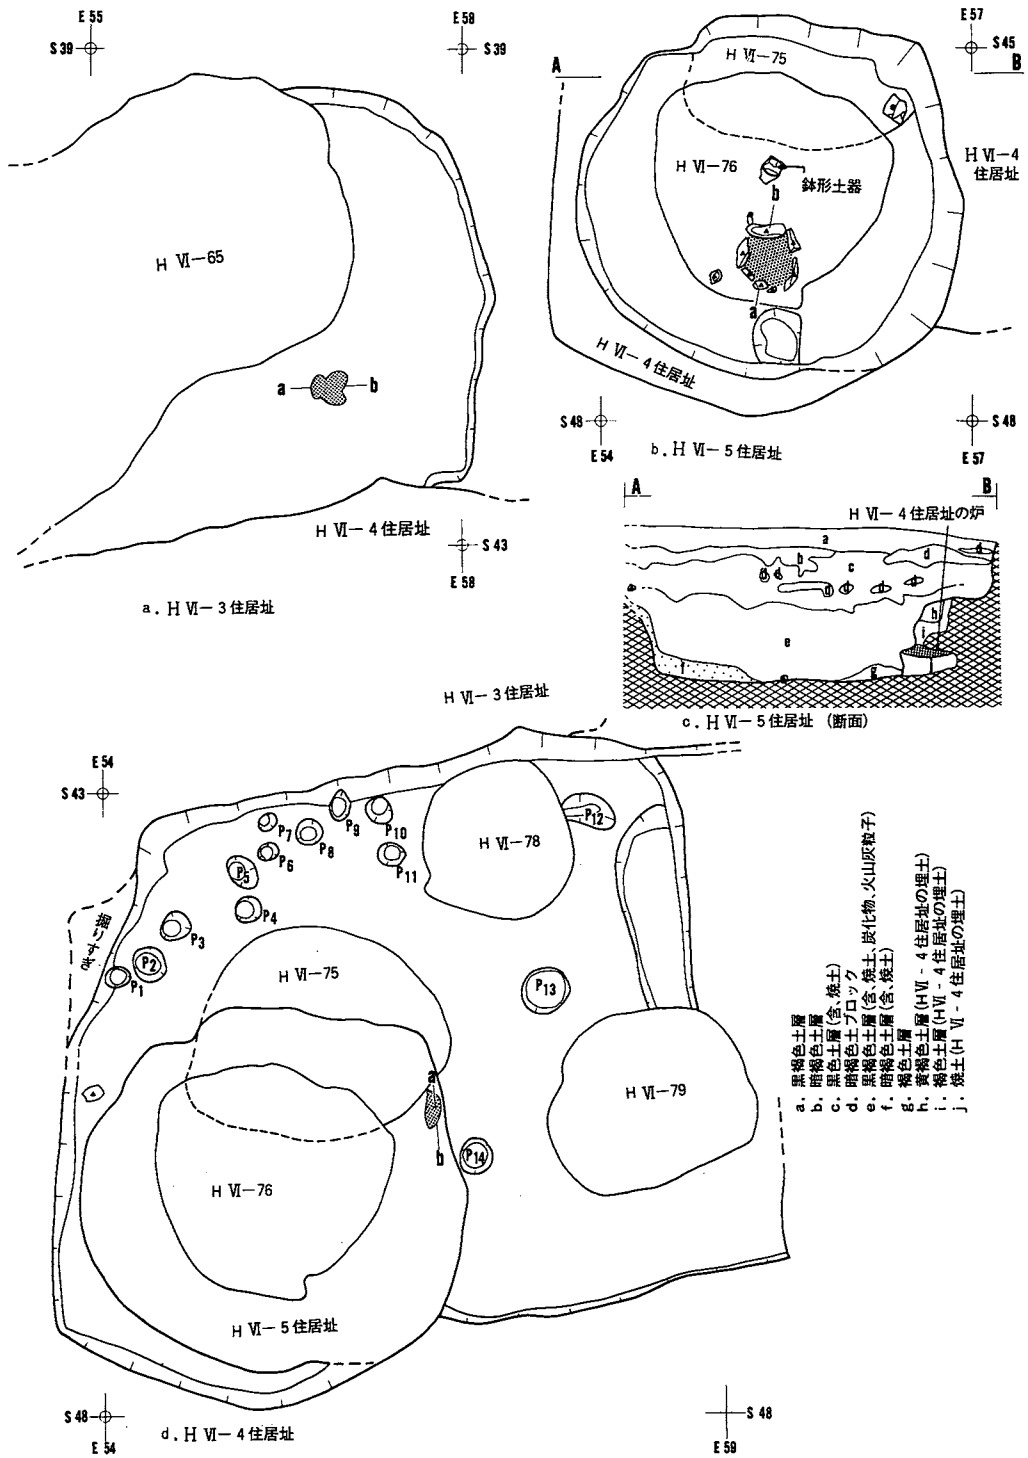 E 55
S 39
E 58
S 39
H Ⅵ－65
a
b
H Ⅵ－4 住居址
S 43
E 58
a. H Ⅵ－3 住居址
E 57
S 45
A
B
H Ⅵ－75
H Ⅵ－76
鉢形土器
b
a
H Ⅵ－4
住居址
H Ⅵ－4 住居址
S 48
E 54
S 48
E 57
b. H Ⅵ－5 住居址
A
B
H Ⅵ－4 住居址の炉
a
b
c
d
d
d
d
d
d
d
d
e
f
g
h
i
j
c. H Ⅵ－5 住居址 (断面)
H Ⅵ－3 住居址
E 54
S 43
P7
P9
P10
P8
P6
P11
P5
P4
P3
P2
P1
掘りすぎ
H Ⅵ－78
P12
P13
H Ⅵ－75
H Ⅵ－79
a
b
P14
H Ⅵ－76
H Ⅵ－5 住居址
S 48
E 54
S 48
E 59
d. H Ⅵ－4 住居址
a. 黒褐色土層
b. 暗褐色土層
c. 黒色土層(含、焼土)
d. 暗褐色土ブロック
e. 黒褐色土層(含、焼土、炭化物、火山灰粒子)
f. 暗褐色土層(含、焼土)
g. 褐色土層
h. 黄褐色土層(HⅥ - 4 住居址の埋土)
i. 褐色土層(HⅥ - 4 住居址の埋土)
j. 焼土(H Ⅵ - 4 住居址の埋土)